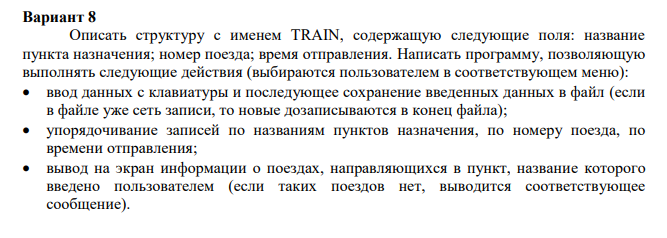 Вариант 8
Описать структуру с именем TRAIN, содержащую следующие поля: название
пункта назначения; номер поезда; время отправления. Написать программу, позволяющую
выполнять следующие действия (выбираются пользователем в соответствующем меню):
• ввод данных с клавиатуры и последующее сохранение введенных данных в файл (если
в файле уже сеть записи, то новые дозаписываются в конец файла);
• упорядочивание записей по названиям пунктов назначения, по номеру поезда, по
времени отправления;
• вывод на экран информации о поездах, направляющихся в пункт, название которого
введено пользователем (если таких поездов нет, выводится соответствующее
сообщение).